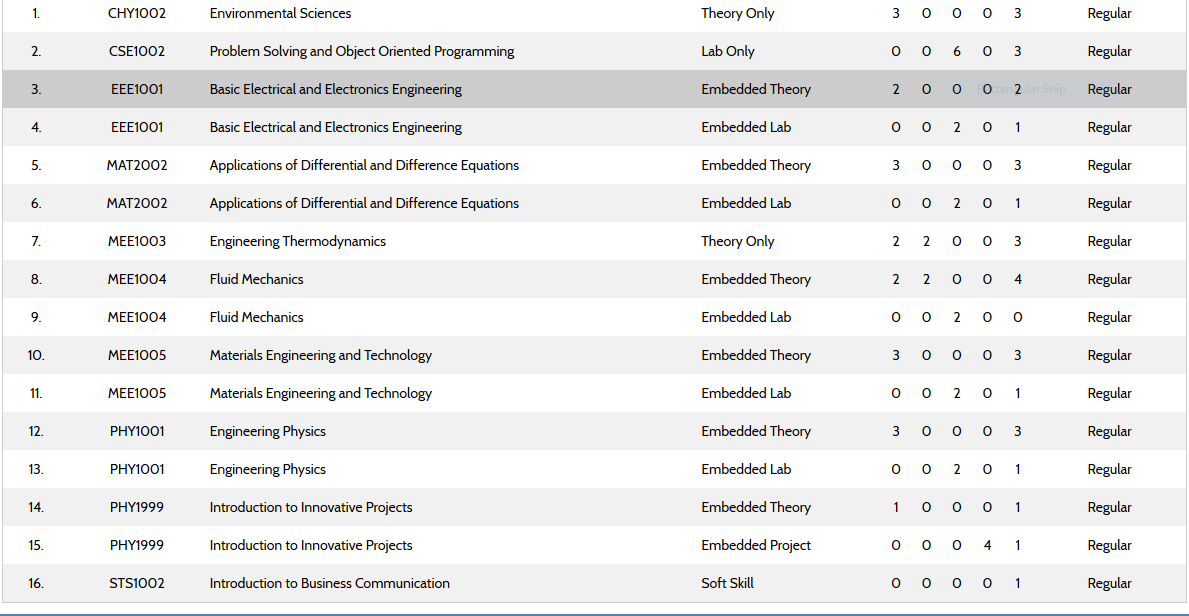 1. CHY1002 Environmental Sciences Theory Only 3 0 0 0 3 Regular
2. CSE1002 Problem Solving and Object Oriented Programming Lab Only 0 0 6 0 3 Regular
3. EEE1001 Basic Electrical and Electronics Engineering Embedded Theory 2 0 0 0 2 Regular
Rectangular Snip
4. EEE1001 Basic Electrical and Electronics Engineering Embedded Lab 0 0 2 0 1 Regular
5. MAT2002 Applications of Differential and Difference Equations Embedded Theory 3 0 0 0 3 Regular
6. MAT2002 Applications of Differential and Difference Equations Embedded Lab 0 0 2 0 1 Regular
7. MEE1003 Engineering Thermodynamics Theory Only 2 2 0 0 3 Regular
8. MEE1004 Fluid Mechanics Embedded Theory 2 2 0 0 4 Regular
9. MEE1004 Fluid Mechanics Embedded Lab 0 0 2 0 0 Regular
10. MEE1005 Materials Engineering and Technology Embedded Theory 3 0 0 0 3 Regular
11. MEE1005 Materials Engineering and Technology Embedded Lab 0 0 2 0 1 Regular
12. PHY1001 Engineering Physics Embedded Theory 3 0 0 0 3 Regular
13. PHY1001 Engineering Physics Embedded Lab 0 0 2 0 1 Regular
14. PHY1999 Introduction to Innovative Projects Embedded Theory 1 0 0 0 1 Regular
15. PHY1999 Introduction to Innovative Projects Embedded Project 0 0 0 4 1 Regular
16. STS1002 Introduction to Business Communication Soft Skill 0 0 0 0 1 Regular